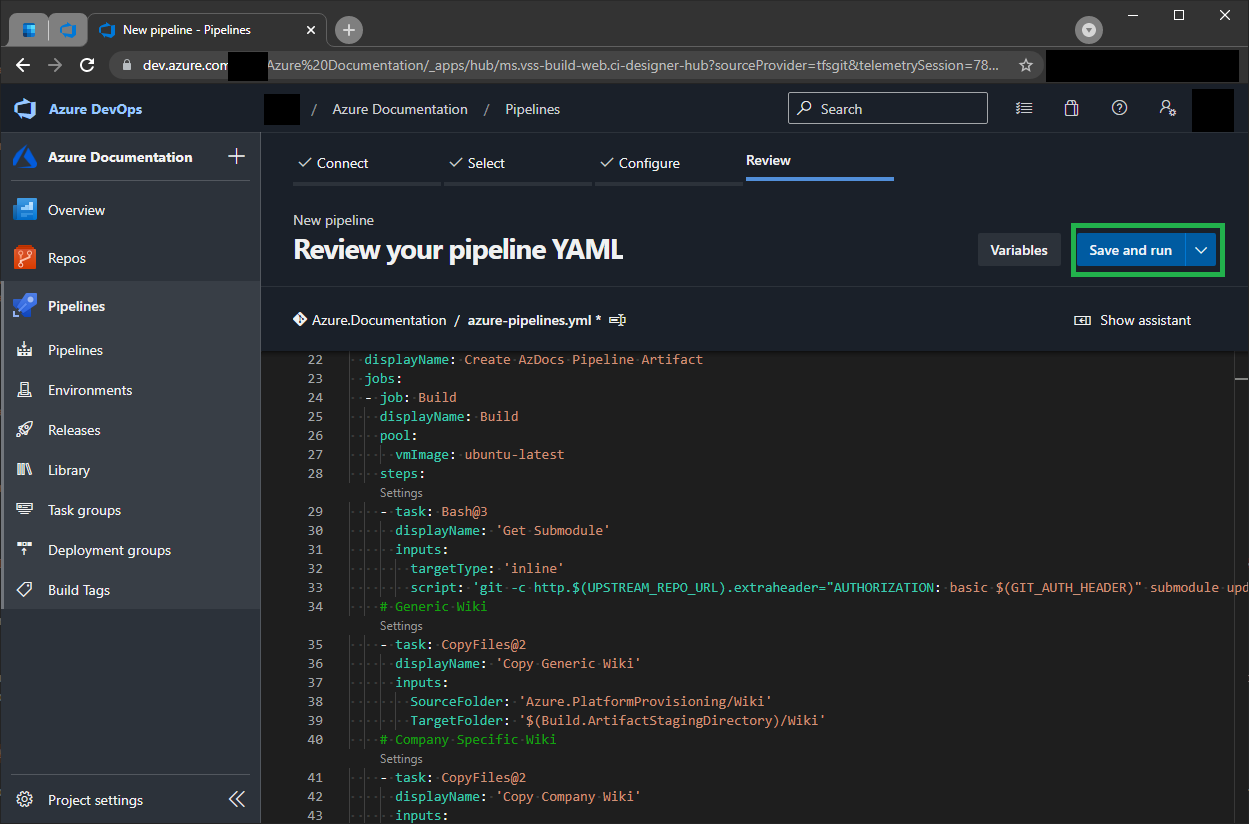 New pipeline - Pipelines
dev.azure.com
Azure%20Documentation/_apps/hub/ms.vss-build-web.ci-designer-hub?sourceProvider=tfsgit&telemetrySession=78...
Azure DevOps
/ Azure Documentation / Pipelines
Search
Azure Documentation
Overview
Repos
Pipelines
Pipelines
Environments
Releases
Library
Task groups
Deployment groups
Build Tags
Project settings
Connect
Select
Configure
Review
New pipeline
Review your pipeline YAML
Variables
Save and run
Azure.Documentation / azure-pipelines.yml *
Show assistant
22 displayName: Create AzDocs Pipeline Artifact
23 jobs:
24 - job: Build
25 displayName: Build
26 pool:
27 vmImage: ubuntu-latest
28 steps:
Settings
29 - task: Bash@3
30 displayName: 'Get Submodule'
31 inputs:
32 targetType: 'inline'
33 script: 'git -c http.$(UPSTREAM_REPO_URL).extraheader="AUTHORIZATION: basic $(GIT_AUTH_HEADER)" submodule upd
34 # Generic Wiki
Settings
35 - task: CopyFiles@2
36 displayName: 'Copy Generic Wiki'
37 inputs:
38 SourceFolder: 'Azure.PlatformProvisioning/Wiki'
39 TargetFolder: '$(Build.ArtifactStagingDirectory)/Wiki'
40 # Company Specific Wiki
Settings
41 - task: CopyFiles@2
42 displayName: 'Copy Company Wiki'
43 inputs: